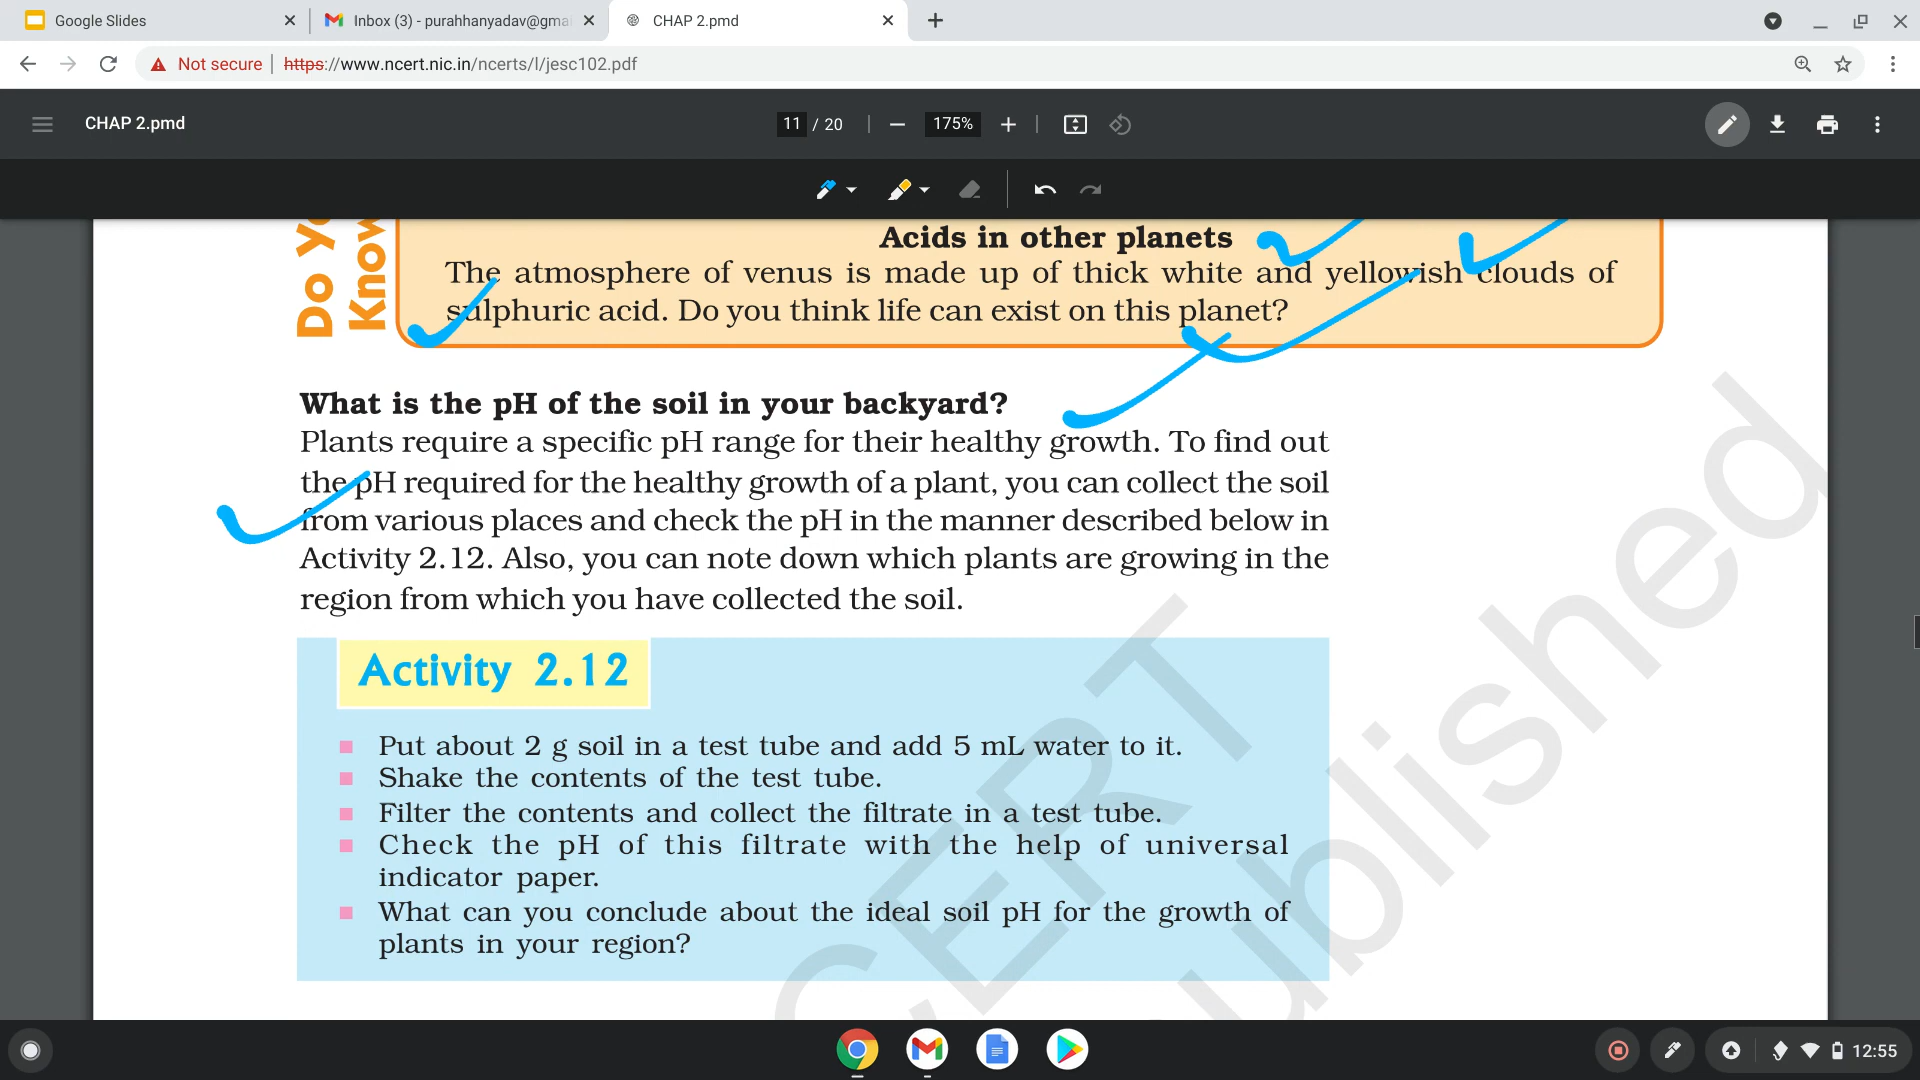 Google Slides
Inbox (3) - purahhanyadav@gma
CHAP 2.pmd
Not secure
https://www.ncert.nic.in/ncerts/l/jesc102.pdf
CHAP 2.pmd
11 / 20
175%
Do Yo
Know
Acids in other planets
The atmosphere of venus is made up of thick white and yellowish clouds of
sulphuric acid. Do you think life can exist on this planet?
What is the pH of the soil in your backyard?
Plants require a specific pH range for their healthy growth. To find out
the pH required for the healthy growth of a plant, you can collect the soil
from various places and check the pH in the manner described below in
Activity 2.12. Also, you can note down which plants are growing in the
region from which you have collected the soil.
Activity 2.12
Put about 2 g soil in a test tube and add 5 mL water to it.
Shake the contents of the test tube.
Filter the contents and collect the filtrate in a test tube.
Check the pH of this filtrate with the help of universal
indicator paper.
What can you conclude about the ideal soil pH for the growth of
plants in your region?
CERT
ublished
12:55